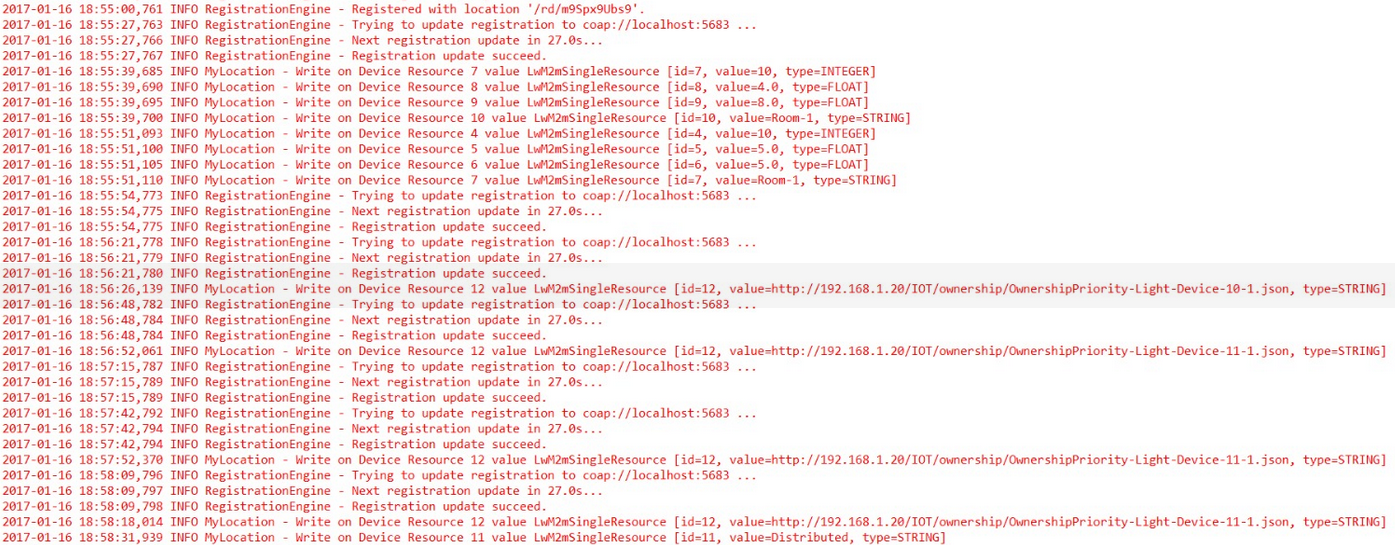 2017-01-16 18:55:00,761 INFO RegistrationEngine - Registered with location '/rd/m9Spx9Ubs9'.
2017-01-16 18:55:27,763 INFO RegistrationEngine - Trying to update registration to coap://localhost:5683 ...
2017-01-16 18:55:27,766 INFO RegistrationEngine - Next registration update in 27.0s...
2017-01-16 18:55:27,767 INFO RegistrationEngine - Registration update succeed.
2017-01-16 18:55:39,685 INFO MyLocation - Write on Device Resource 7 value LwM2mSingleResource [id=7, value=10, type=INTEGER]
2017-01-16 18:55:39,690 INFO MyLocation - Write on Device Resource 8 value LwM2mSingleResource [id=8, value=4.0, type=FLOAT]
2017-01-16 18:55:39,695 INFO MyLocation - Write on Device Resource 9 value LwM2mSingleResource [id=9, value=8.0, type=FLOAT]
2017-01-16 18:55:39,700 INFO MyLocation - Write on Device Resource 10 value LwM2mSingleResource [id=10, value=Room-1, type=STRING]
2017-01-16 18:55:51,093 INFO MyLocation - Write on Device Resource 4 value LwM2mSingleResource [id=4, value=10, type=INTEGER]
2017-01-16 18:55:51,100 INFO MyLocation - Write on Device Resource 5 value LwM2mSingleResource [id=5, value=5.0, type=FLOAT]
2017-01-16 18:55:51,105 INFO MyLocation - Write on Device Resource 6 value LwM2mSingleResource [id=6, value=5.0, type=FLOAT]
2017-01-16 18:55:51,110 INFO MyLocation - Write on Device Resource 7 value LwM2mSingleResource [id=7, value=Room-1, type=STRING]
2017-01-16 18:55:54,773 INFO RegistrationEngine - Trying to update registration to coap://localhost:5683 ...
2017-01-16 18:55:54,775 INFO RegistrationEngine - Next registration update in 27.0s...
2017-01-16 18:55:54,775 INFO RegistrationEngine - Registration update succeed.
2017-01-16 18:56:21,778 INFO RegistrationEngine - Trying to update registration to coap://localhost:5683 ...
2017-01-16 18:56:21,779 INFO RegistrationEngine - Next registration update in 27.0s...
2017-01-16 18:56:21,780 INFO RegistrationEngine - Registration update succeed.
2017-01-16 18:56:26,139 INFO MyLocation - Write on Device Resource 12 value LwM2mSingleResource [id=12, value=http://192.168.1.20/IOT/ownership/OwnershipPriority-Light-Device-10-1.json, type=STRING]
2017-01-16 18:56:48,782 INFO RegistrationEngine - Trying to update registration to coap://localhost:5683 ...
2017-01-16 18:56:48,784 INFO RegistrationEngine - Next registration update in 27.0s...
2017-01-16 18:56:48,784 INFO RegistrationEngine - Registration update succeed.
2017-01-16 18:56:52,061 INFO MyLocation - Write on Device Resource 12 value LwM2mSingleResource [id=12, value=http://192.168.1.20/IOT/ownership/OwnershipPriority-Light-Device-11-1.json, type=STRING]
2017-01-16 18:57:15,787 INFO RegistrationEngine - Trying to update registration to coap://localhost:5683 ...
2017-01-16 18:57:15,789 INFO RegistrationEngine - Next registration update in 27.0s...
2017-01-16 18:57:15,789 INFO RegistrationEngine - Registration update succeed.
2017-01-16 18:57:42,792 INFO RegistrationEngine - Trying to update registration to coap://localhost:5683 ...
2017-01-16 18:57:42,794 INFO RegistrationEngine - Next registration update in 27.0s...
2017-01-16 18:57:42,794 INFO RegistrationEngine - Registration update succeed.
2017-01-16 18:57:52,370 INFO MyLocation - Write on Device Resource 12 value LwM2mSingleResource [id=12, value=http://192.168.1.20/IOT/ownership/OwnershipPriority-Light-Device-11-1.json, type=STRING]
2017-01-16 18:58:09,796 INFO RegistrationEngine - Trying to update registration to coap://localhost:5683 ...
2017-01-16 18:58:09,797 INFO RegistrationEngine - Next registration update in 27.0s...
2017-01-16 18:58:09,798 INFO RegistrationEngine - Registration update succeed.
2017-01-16 18:58:18,014 INFO MyLocation - Write on Device Resource 12 value LwM2mSingleResource [id=12, value=http://192.168.1.20/IOT/ownership/OwnershipPriority-Light-Device-11-1.json, type=STRING]
2017-01-16 18:58:31,939 INFO MyLocation - Write on Device Resource 11 value LwM2mSingleResource [id=11, value=Distributed, type=STRING]